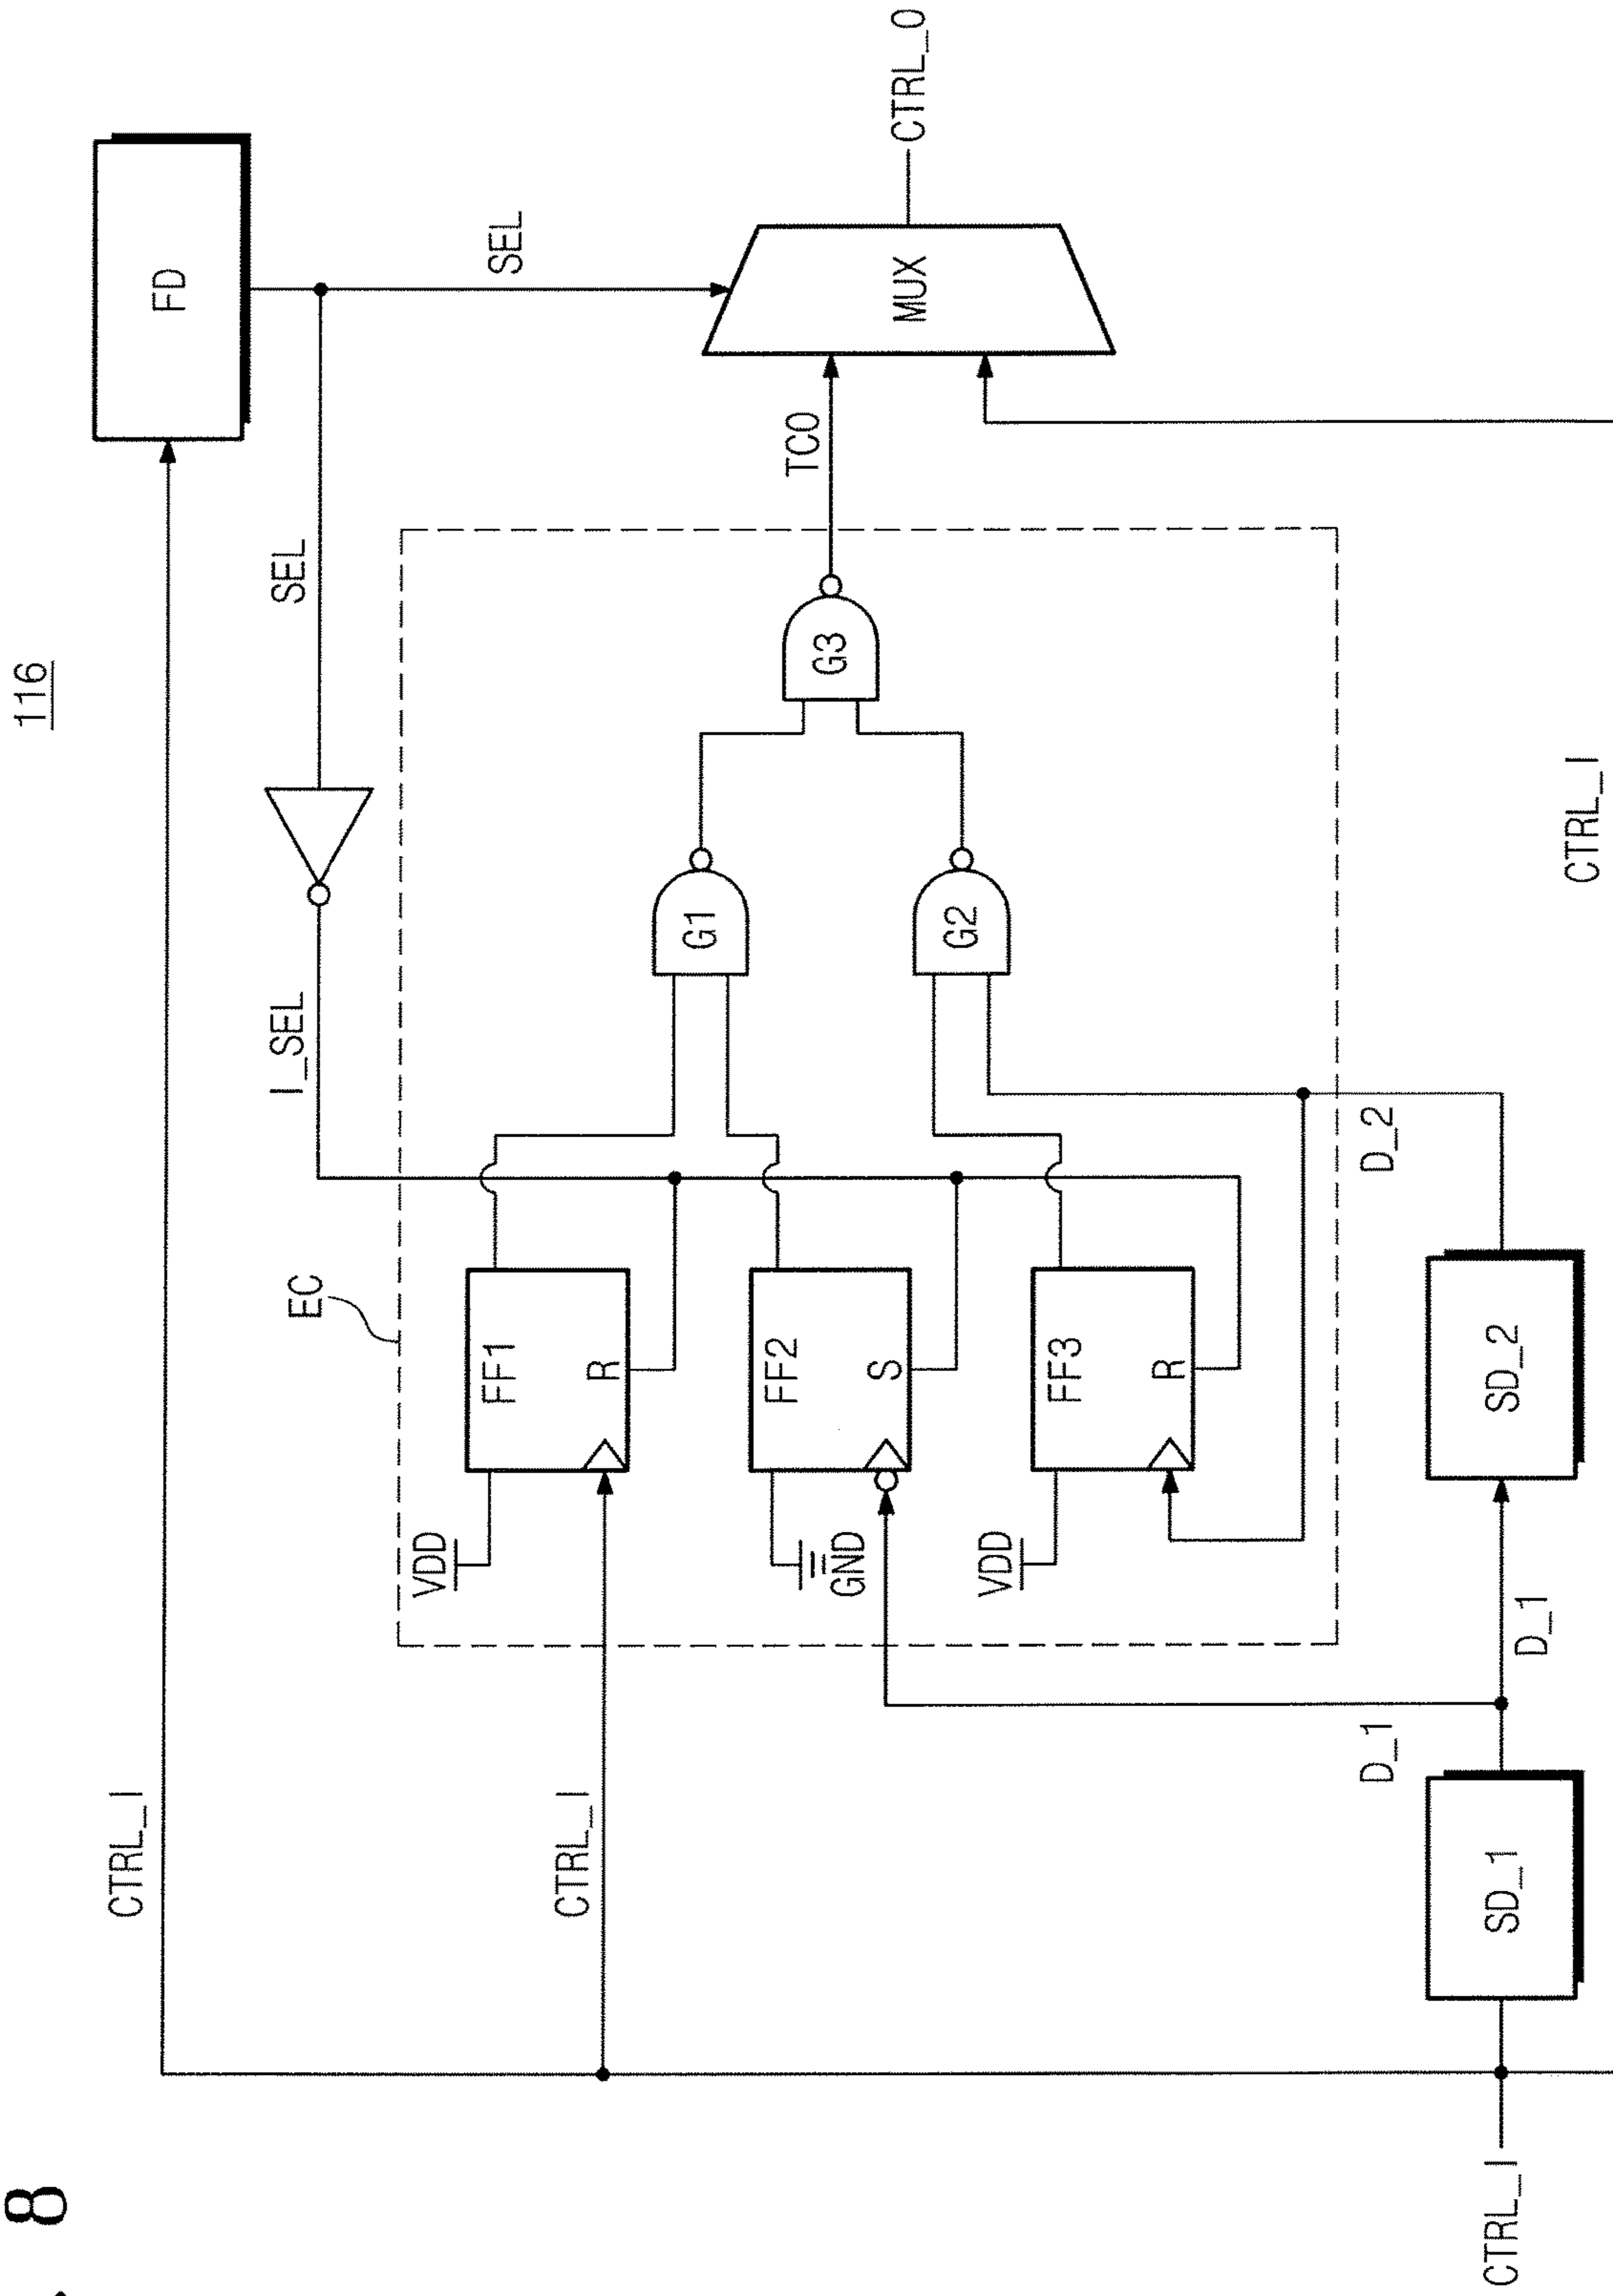 8
116
CTRL_I
FD
SEL
SEL
I_SEL
EC
CTRL_I
VDD
FF1
R
G1
GND
FF2
S
G3
TCO
MUX
CTRL_O
VDD
FF3
R
G2
D_1
D_2
CTRL_I
SD_1
D_1
SD_2
CTRL_I